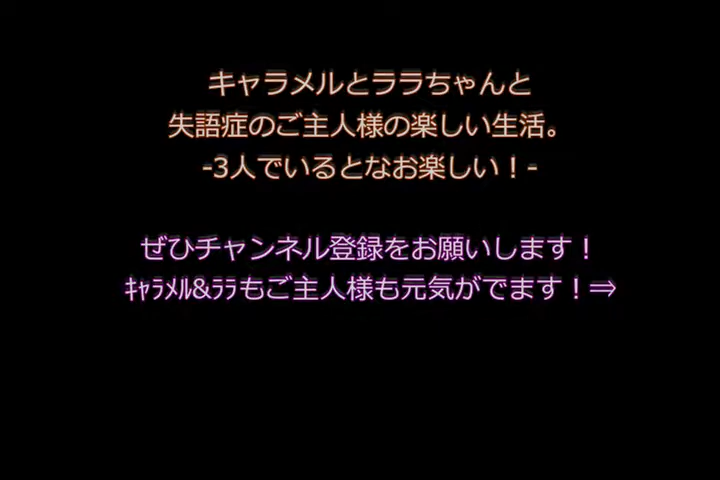 キャラメルとララちゃんと
失語症のご主人様の楽しい生活。
-3人でいるとなお楽しい！-
ぜひチャンネル登録をお願いします！
ｷｬﾗﾒﾙ&ﾗﾗもご主人様も元気がでます！⇒